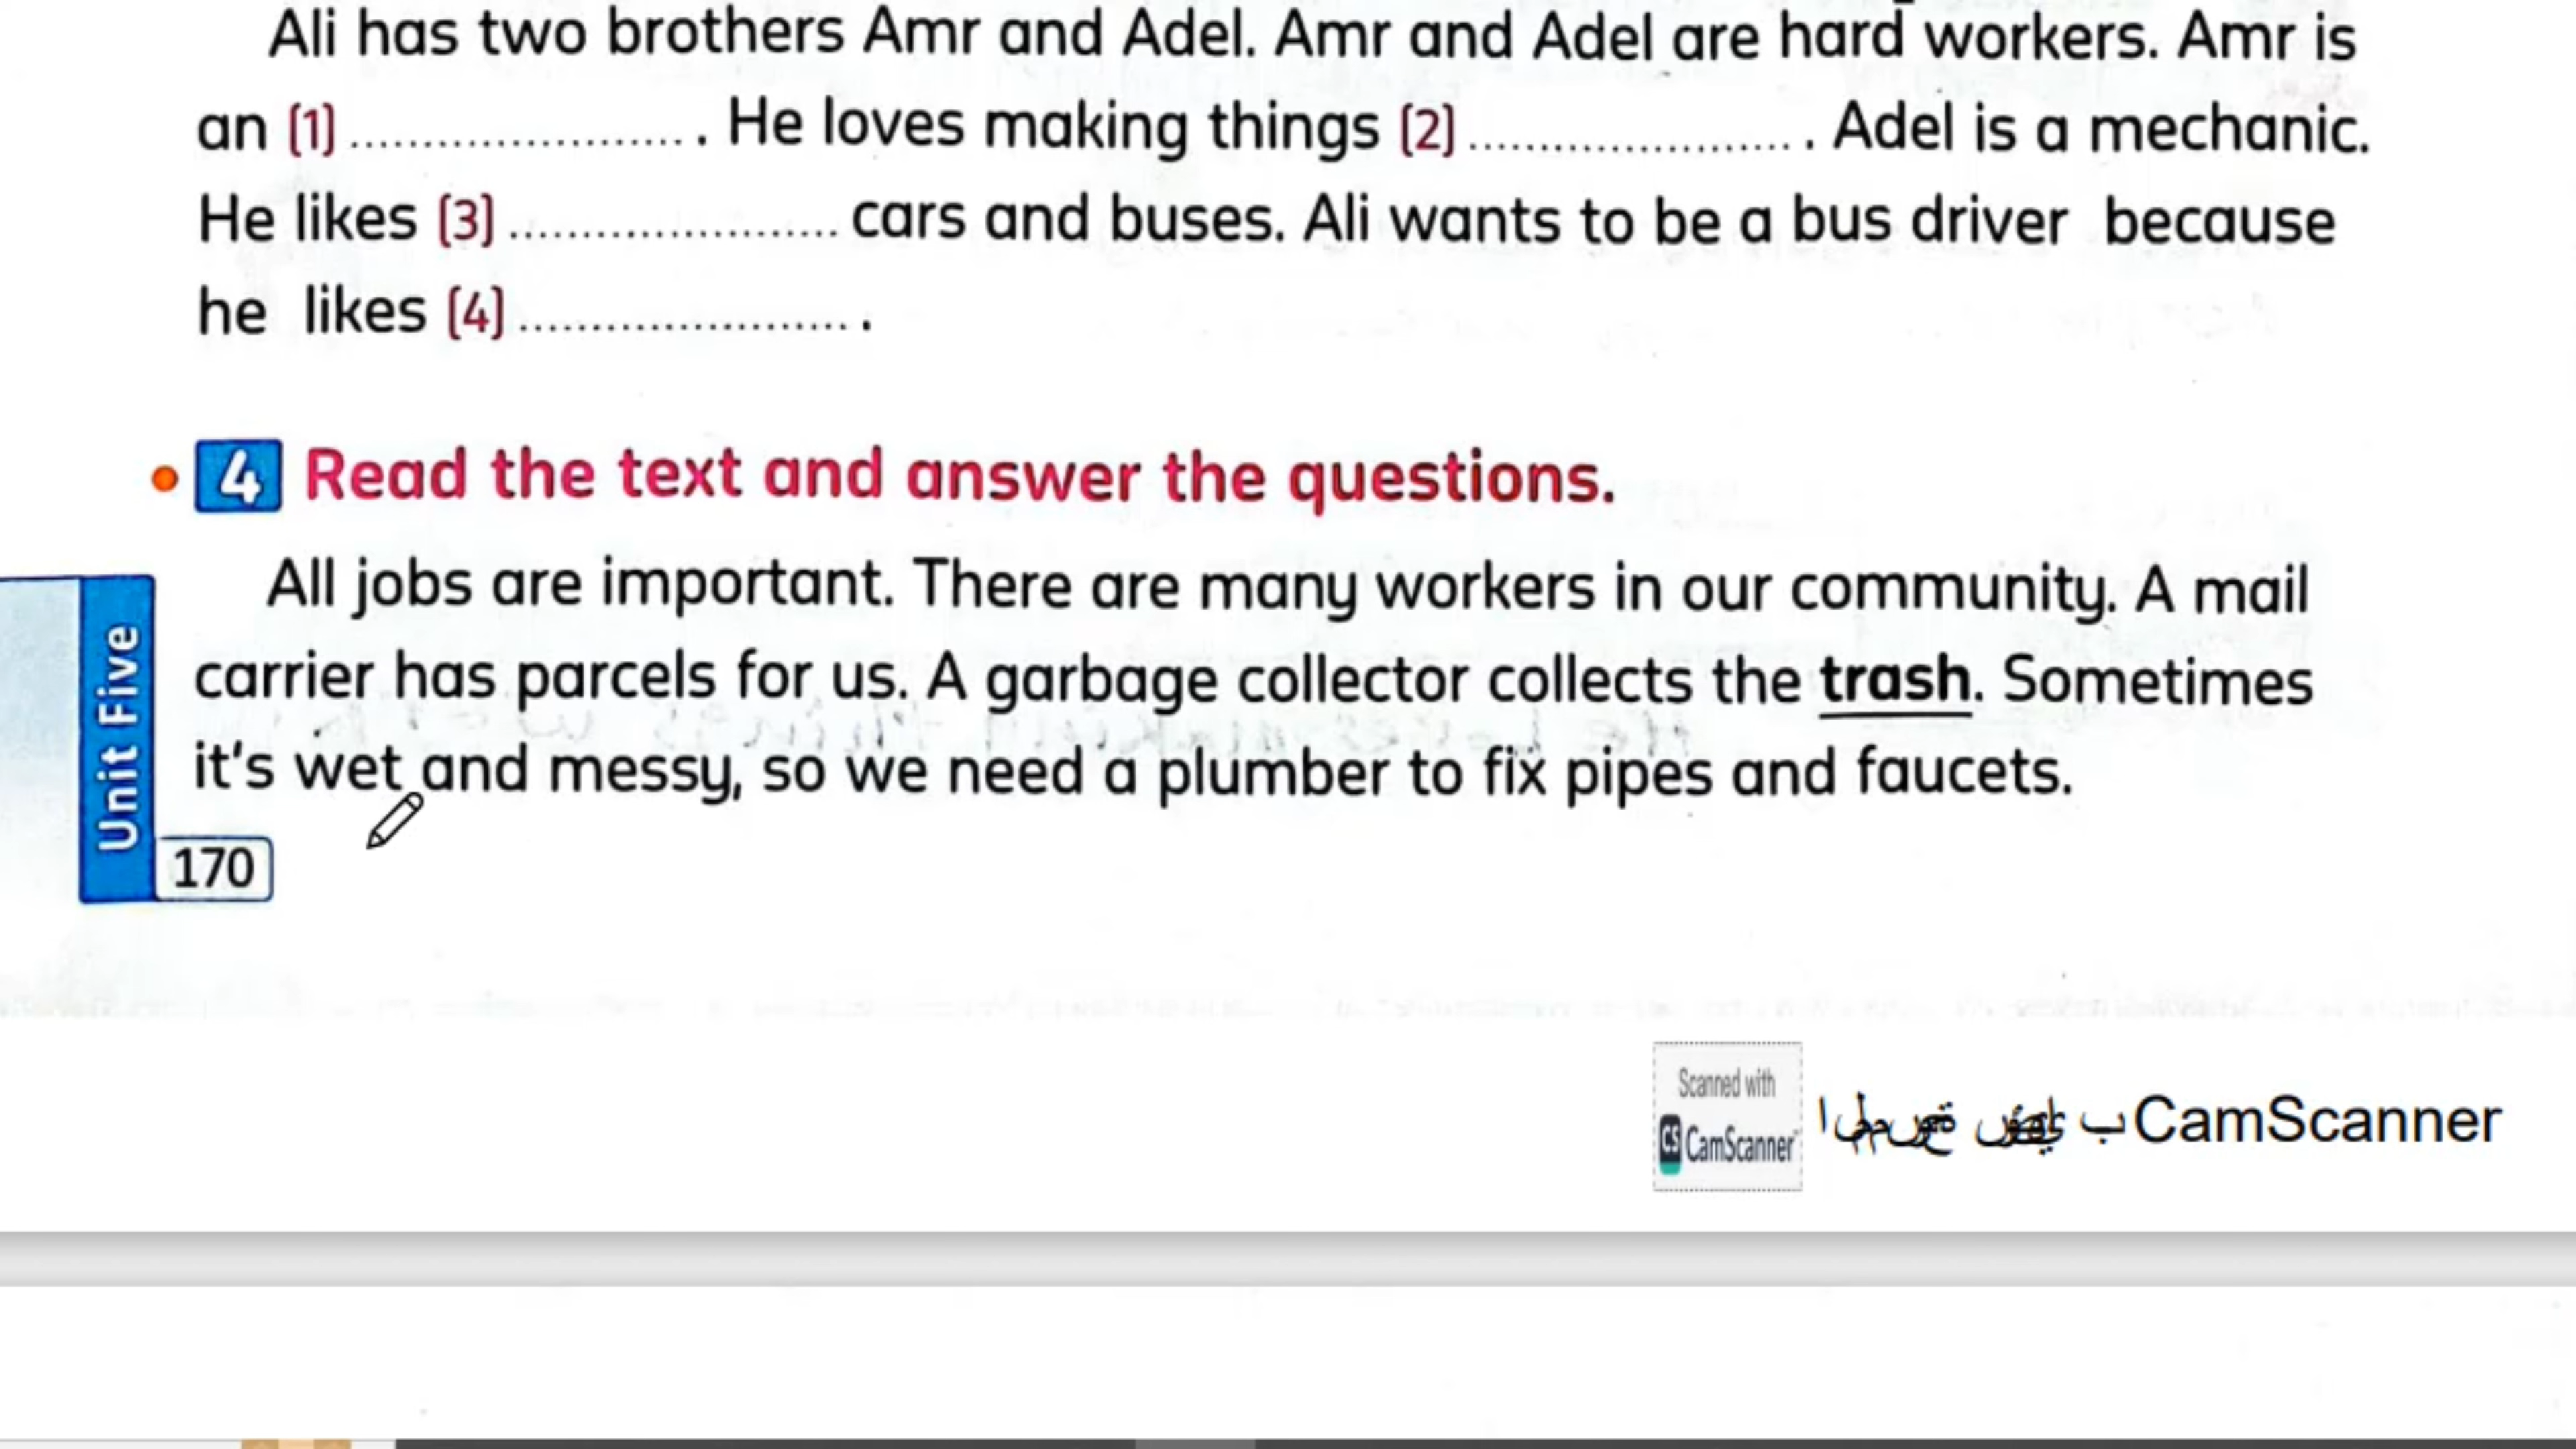 Ali has two brothers Amr and Adel. Amr and Adel are hard workers. Amr is
an (1) ........................ . He loves making things (2) ........................ . Adel is a mechanic.
He likes (3) ........................ cars and buses. Ali wants to be a bus driver because
he likes (4) ........................ .
4 Read the text and answer the questions.
All jobs are important. There are many workers in our community. A mail
carrier has parcels for us. A garbage collector collects the trash. Sometimes
it's wet and messy, so we need a plumber to fix pipes and faucets.
Unit Five
170
Scanned with
CS CamScanner
CamScanner